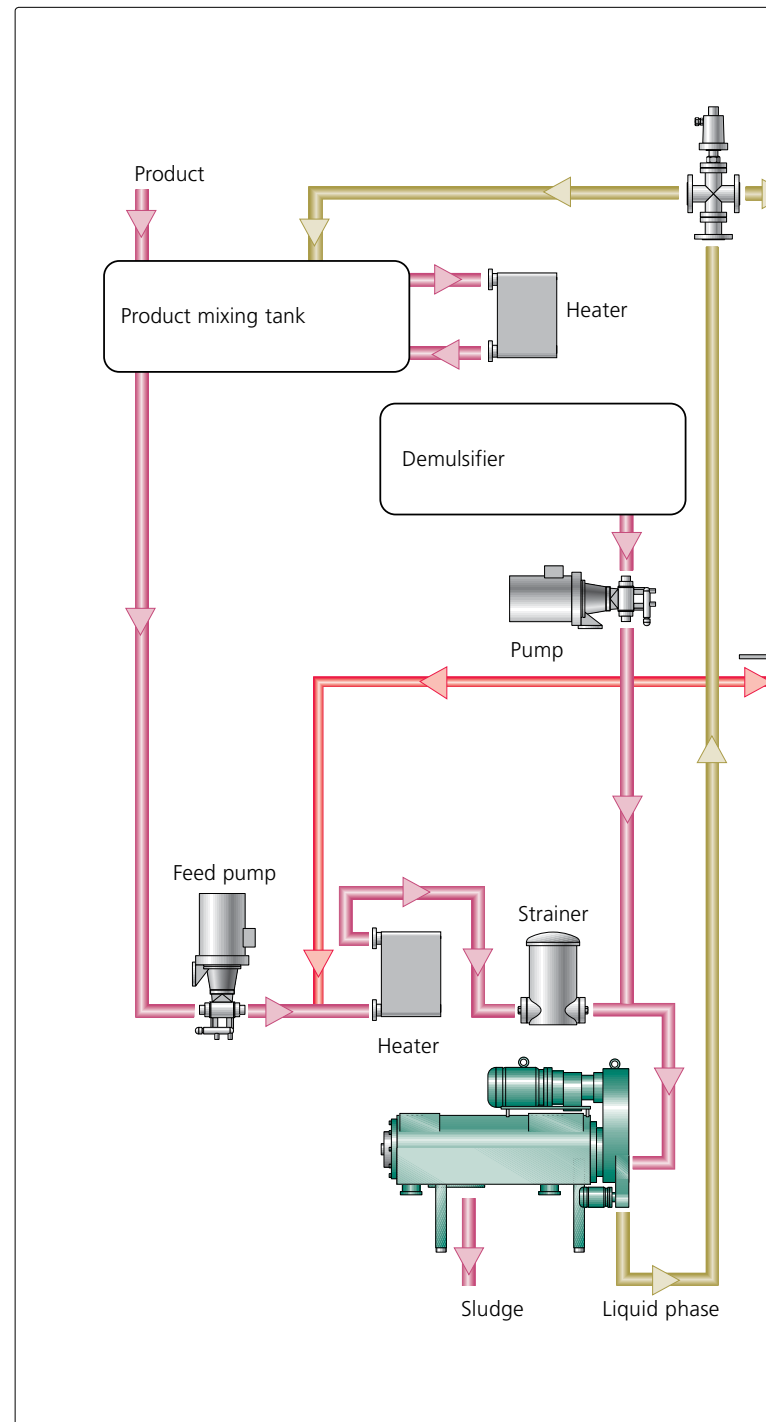 Product
Product mixing tank
Heater
Demulsifier
Pump
Feed pump
Strainer
Heater
Sludge
Liquid phase